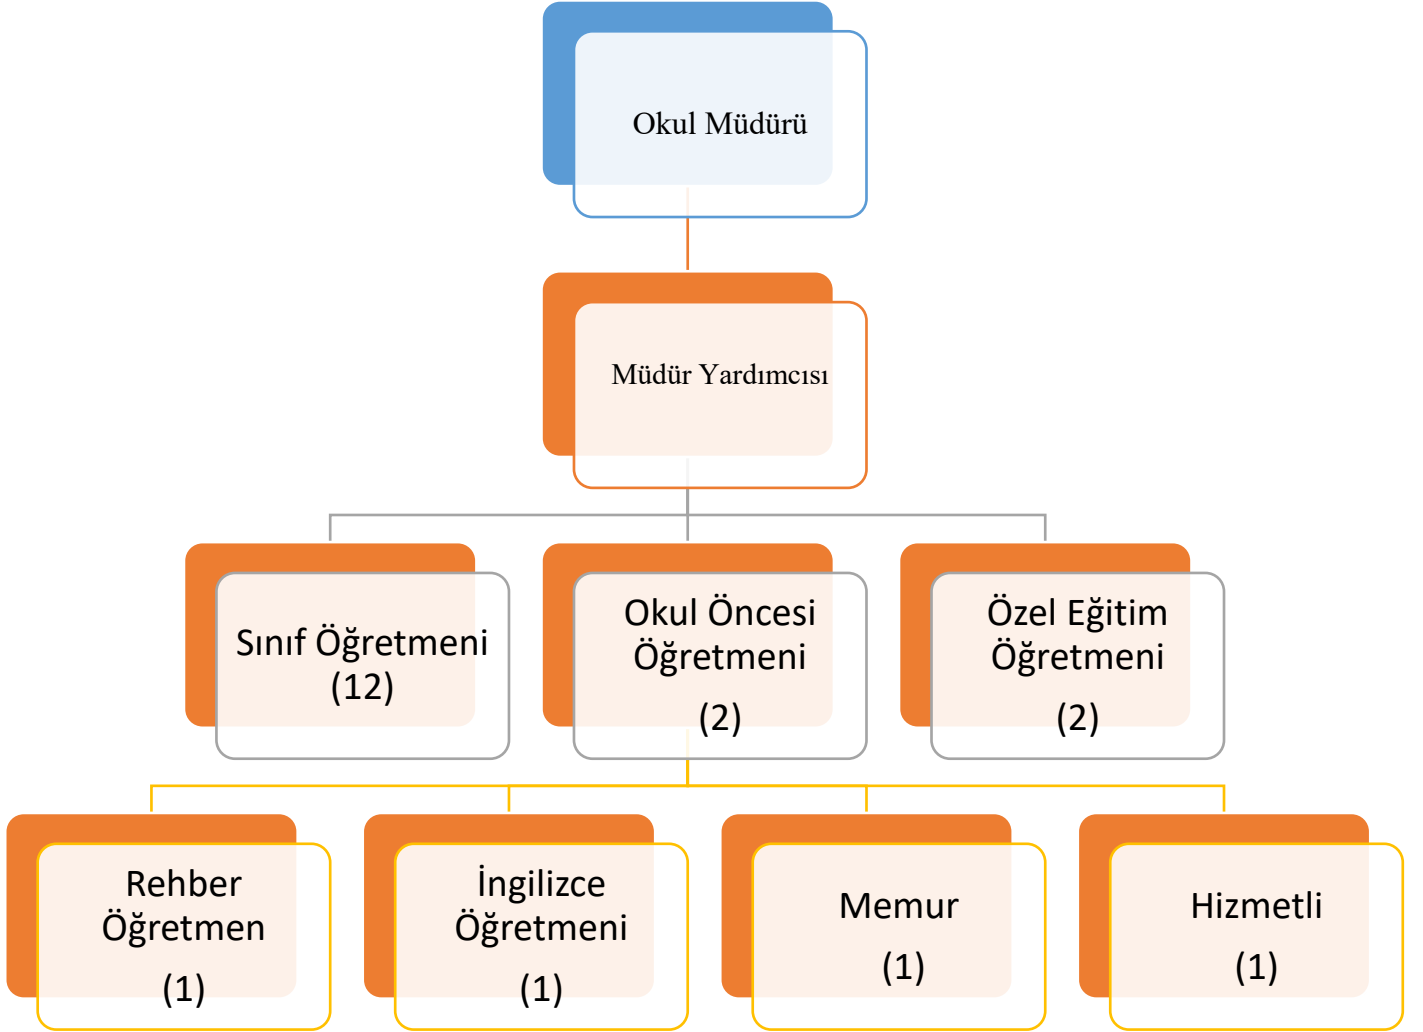 Okul Müdürü
Müdür Yardımcısı
Sınıf Öğretmeni
(12)
Okul Öncesi
Öğretmeni
(2)
Özel Eğitim
Öğretmeni
(2)
Rehber
Öğretmen
(1)
İngilizce
Öğretmeni
(1)
Memur
(1)
Hizmetli
(1)